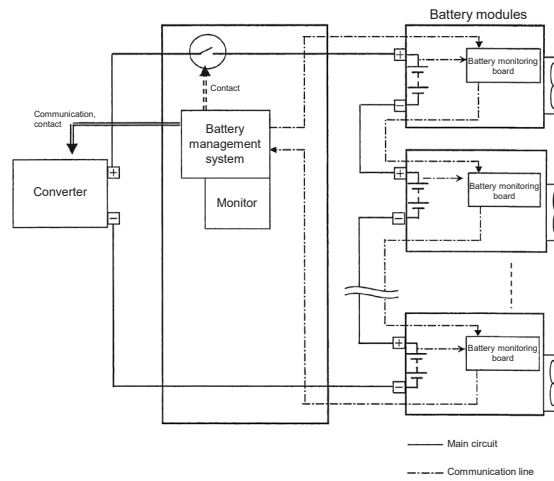 Battery modules
+
Battery monitoring
board
Contact
Communication,
contact
−
Battery
management
system
+
+
Battery monitoring
board
Converter
Monitor
−
−
+
Battery monitoring
board
−
Main circuit
Communication line